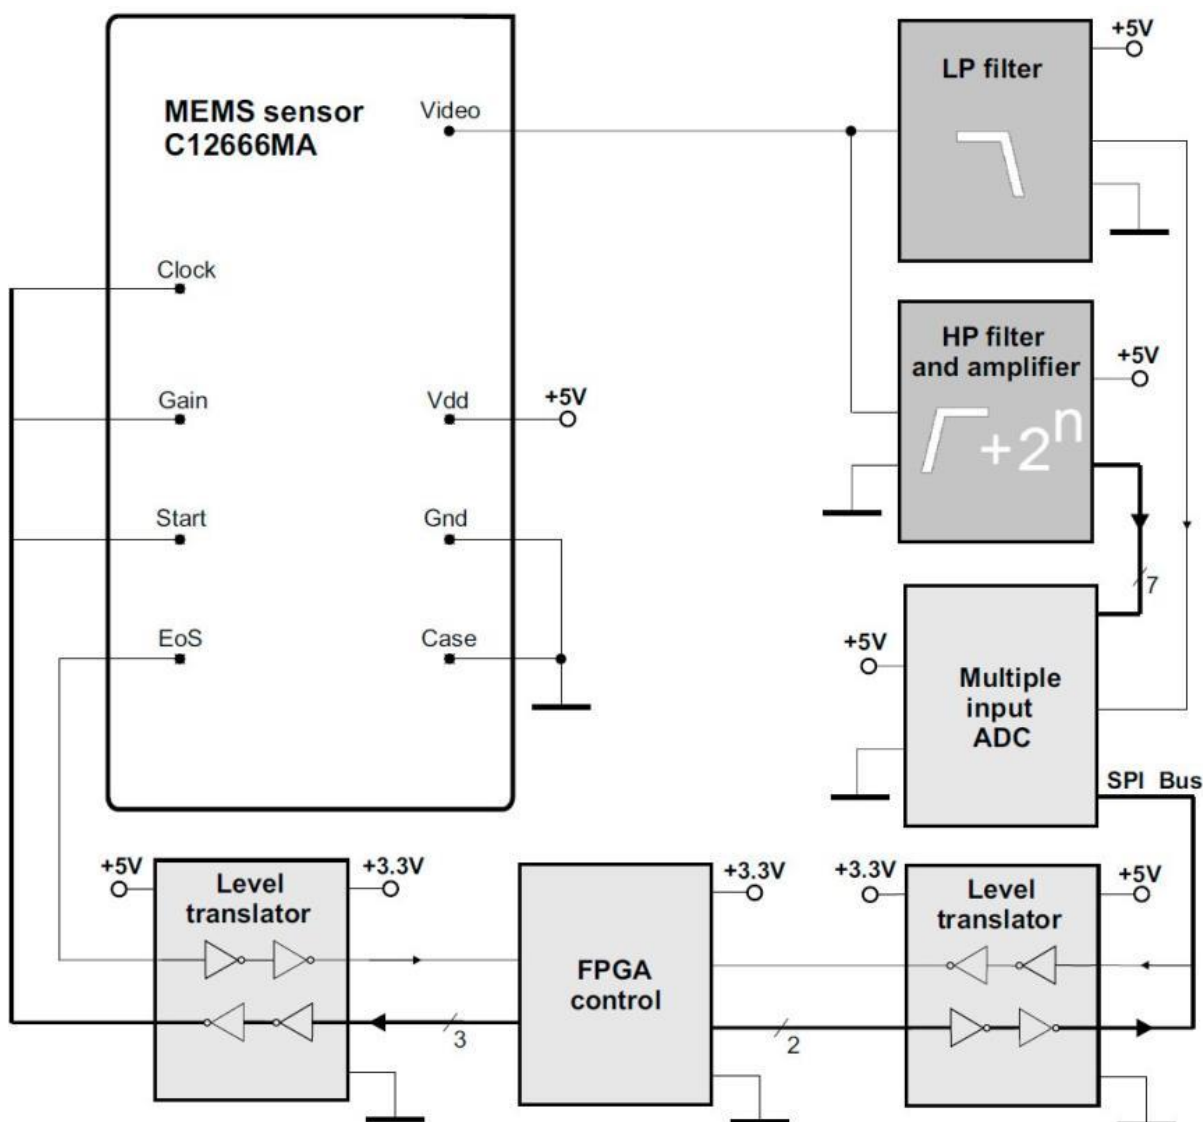 MEMS sensor
C12666MA
Video
Clock
Gain
Vdd
+5V
Start
Gnd
EoS
Case
LP filter
+5V
HP filter
and amplifier
+2ⁿ
+5V
7
+5V
Multiple
input
ADC
SPI Bus
+5V
+3.3V
Level
translator
3
FPGA
control
+3.3V
2
+3.3V
+5V
Level
translator